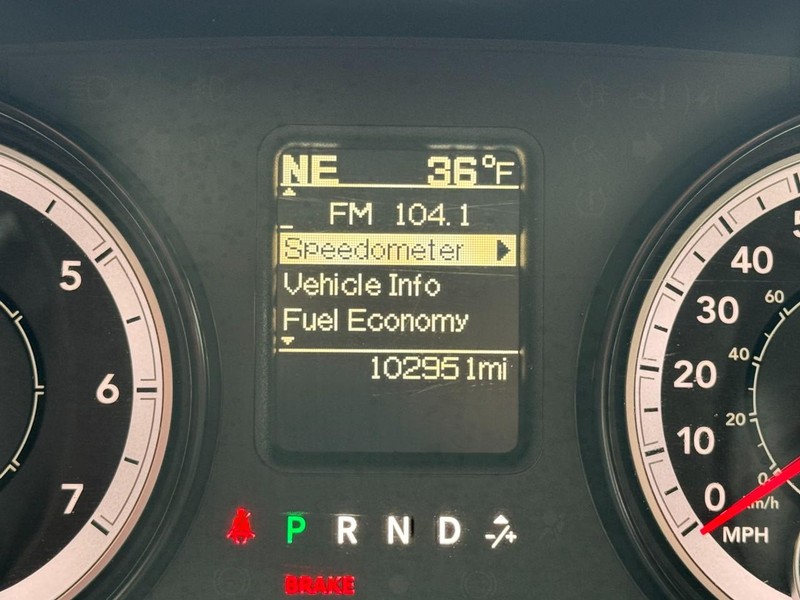 NE 36°F
FM 104.1
Speedometer
Vehicle Info
Fuel Economy
102951mi
5
6
7
40
30
20
10
0
MPH
60
40
20
0
km/h
P R N D -/+
BRAKE